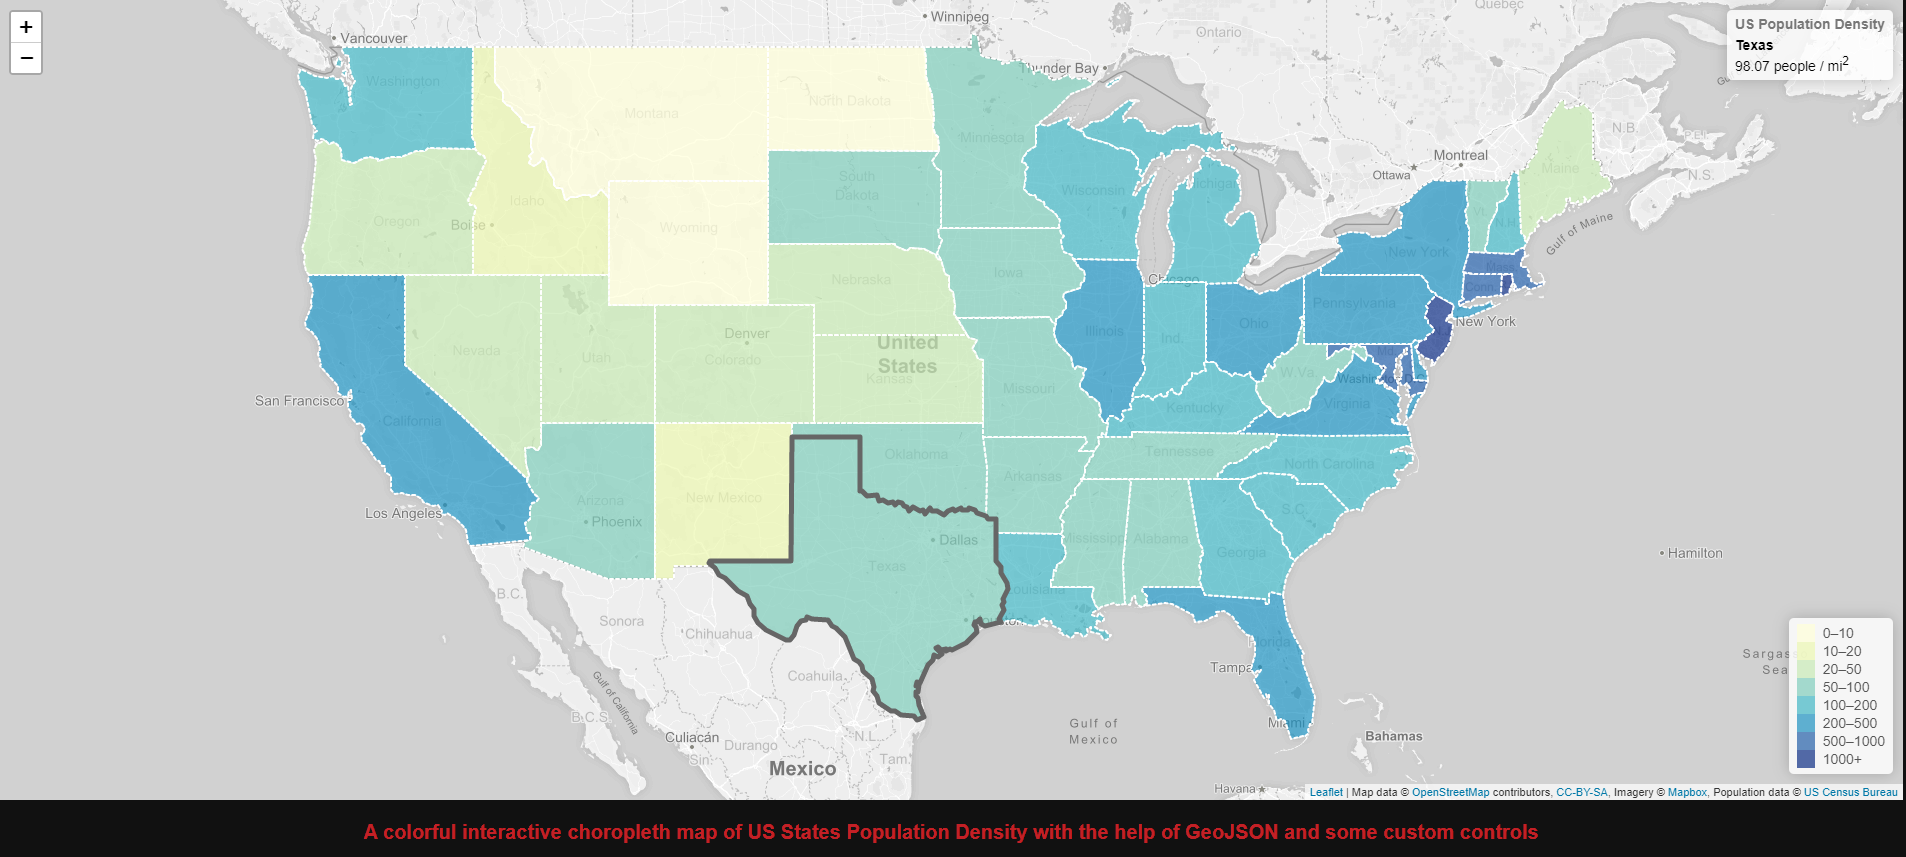 +
−
US Population Density
Texas
98.07 people / mi2
Winnipeg
Quebec
Vancouver
Ontario
Thunder Bay
Washington
Montana
North Dakota
Minnesota
N.B.
P.E.I.
Montreal
Ottawa
Maine
N.S.
South
Dakota
Wisconsin
Michigan
Idaho
Oregon
Boise
Wyoming
Vt.
N.H.
Gulf of Maine
New York
Mass.
Conn.
Iowa
Chicago
Nebraska
Pennsylvania
New York
Ohio
Illinois
Ind.
Denver
United
States
Nevada
Utah
Colorado
Kansas
Md.
W.Va.
Washington, D.C.
Missouri
San Francisco
California
Kentucky
Virginia
Oklahoma
Tennessee
North Carolina
Arkansas
Arizona
New Mexico
S.C.
Los Angeles
Phoenix
Dallas
Mississippi
Alabama
Georgia
Hamilton
Texas
Louisiana
B.C.
Sonora
Chihuahua
Houston
Florida
Tampa
Coahuila
Gulf of California
B.C.S.
Miami
Gulf of
Mexico
Culiacán
Sin.
Durango
N.L.
Tam.
Mexico
Bahamas
Havana
Sargas
Sea
0–10
10–20
20–50
50–100
100–200
200–500
500–1000
1000+
Leaflet | Map data © OpenStreetMap contributors, CC-BY-SA, Imagery © Mapbox, Population data © US Census Bureau
A colorful interactive choropleth map of US States Population Density with the help of GeoJSON and some custom controls